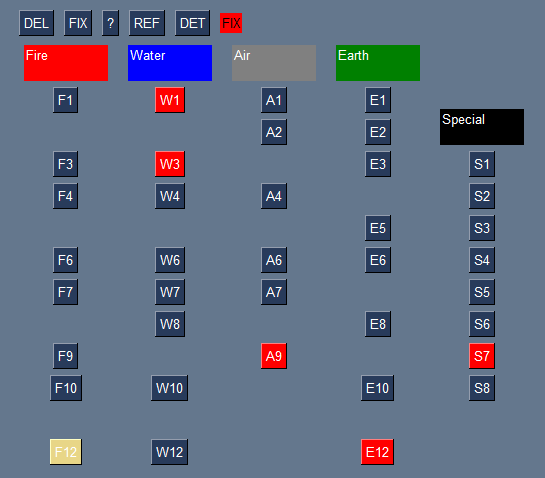 DEL FIX ? REF DET FIX
Fire Water Air Earth
F1 W1 A1 E1
Special
A2 E2
F3 W3 E3 S1
F4 W4 A4 S2
E5 S3
F6 W6 A6 E6 S4
F7 W7 A7 S5
W8 E8 S6
F9 A9 S7
F10 W10 E10 S8
F12 W12 E12